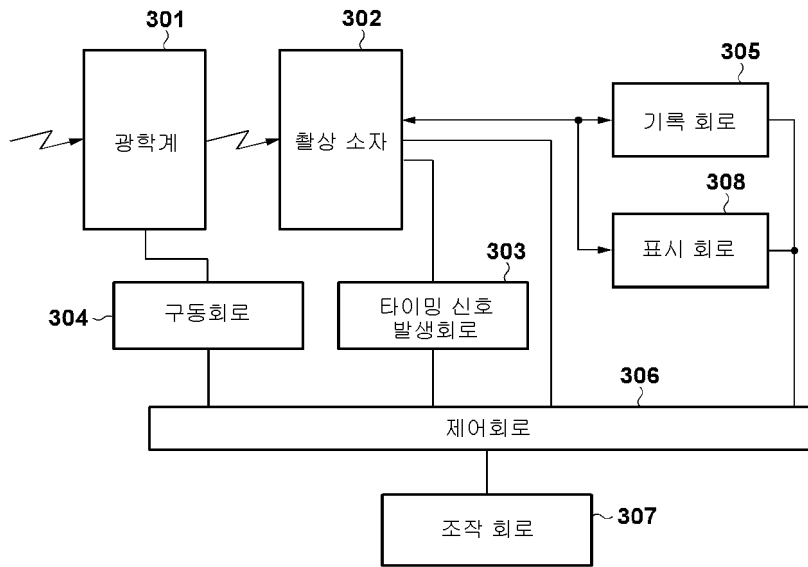 301
광학계
302
촬상 소자
305
기록 회로
308
표시 회로
304
구동회로
303
타이밍 신호
발생회로
306
제어회로
조작 회로
307